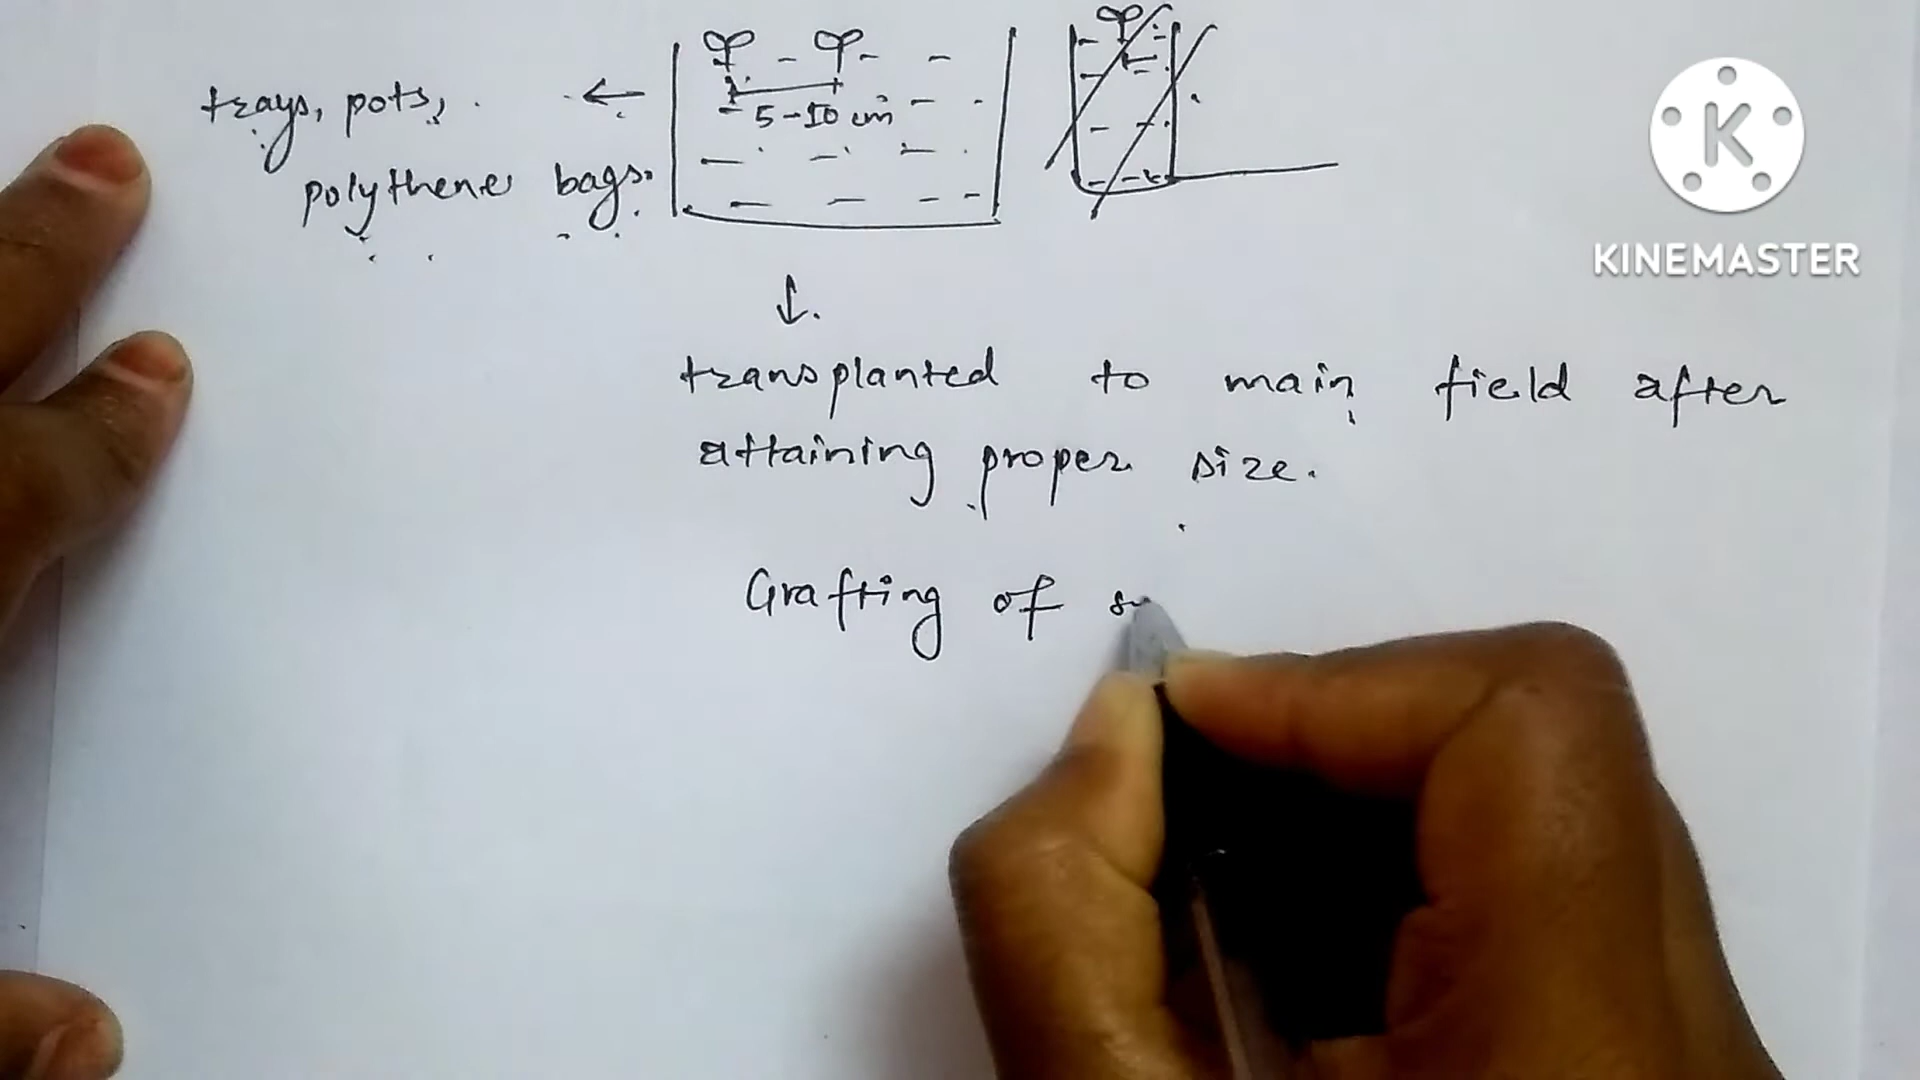 trays, pots,
polythene bags.
5-10 cm
transplanted to main field after
attaining proper size.
Grafting of
K
KINEMASTER